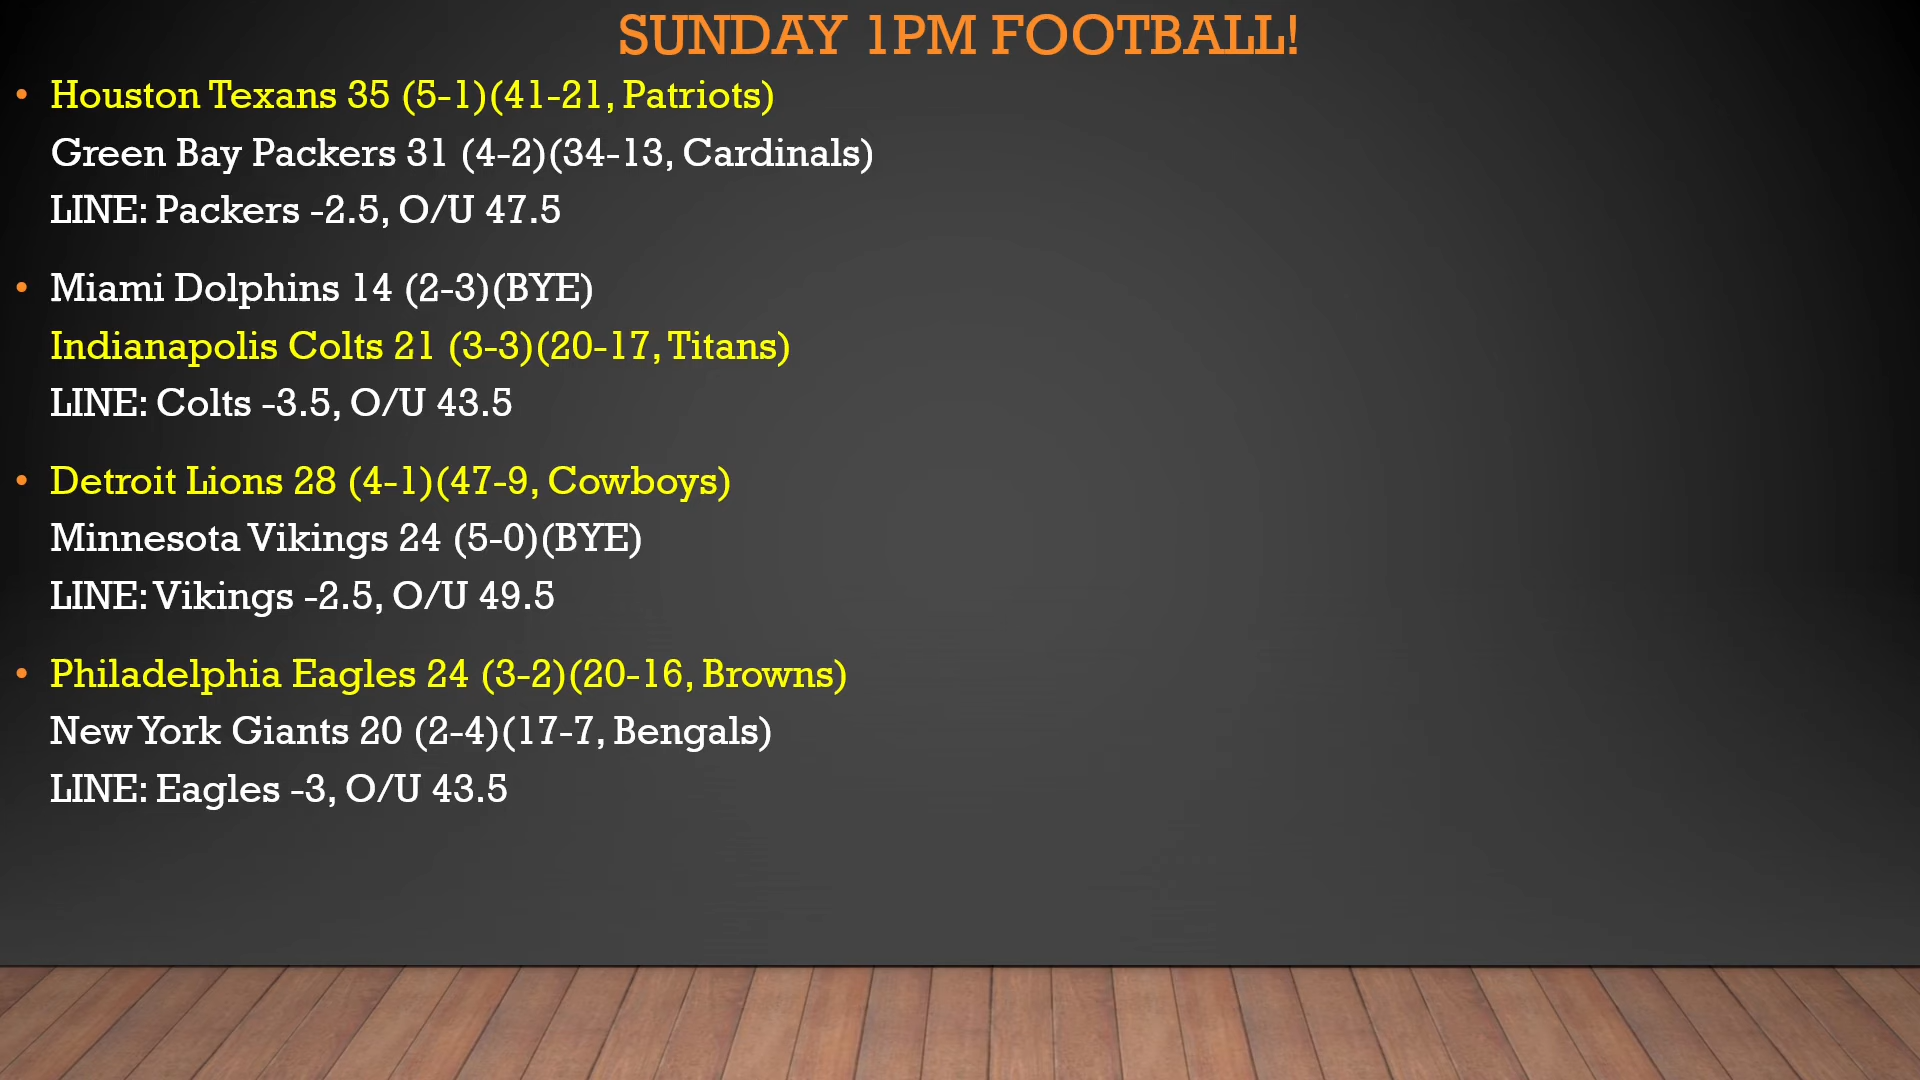 SUNDAY 1PM FOOTBALL!
• Houston Texans 35 (5-1)(41-21, Patriots)
Green Bay Packers 31 (4-2)(34-13, Cardinals)
LINE: Packers -2.5, O/U 47.5
• Miami Dolphins 14 (2-3)(BYE)
Indianapolis Colts 21 (3-3)(20-17, Titans)
LINE: Colts -3.5, O/U 43.5
• Detroit Lions 28 (4-1)(47-9, Cowboys)
Minnesota Vikings 24 (5-0)(BYE)
LINE: Vikings -2.5, O/U 49.5
• Philadelphia Eagles 24 (3-2)(20-16, Browns)
New York Giants 20 (2-4)(17-7, Bengals)
LINE: Eagles -3, O/U 43.5